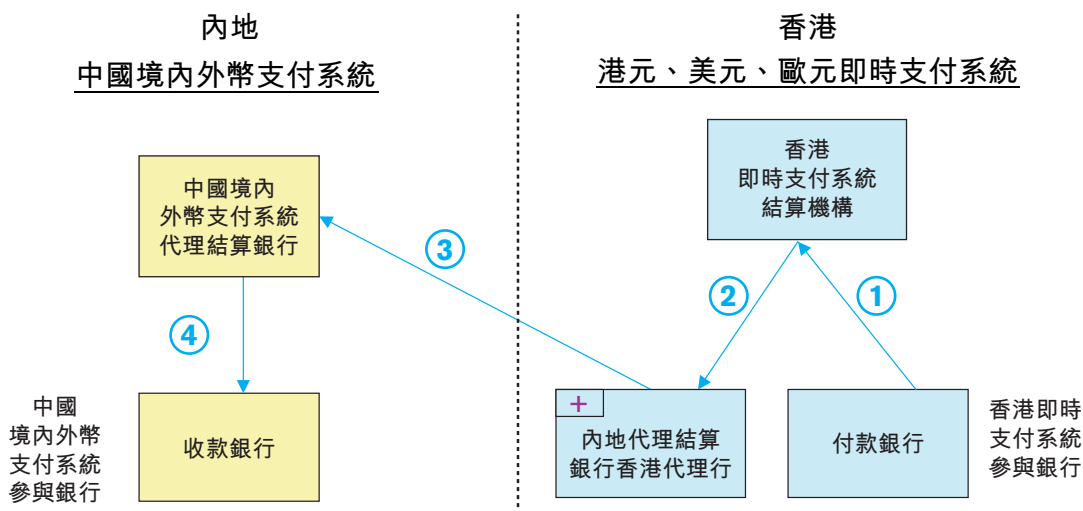 內地
中國境內外幣支付系統
香港
港元、美元、歐元即時支付系統
中國境內
外幣支付系統
代理結算銀行
香港
即時支付系統
結算機構
③
②
①
④
中國
境內外幣
支付系統
參與銀行
收款銀行
+
內地代理結算
銀行香港代理行
付款銀行
香港即時
支付系統
參與銀行